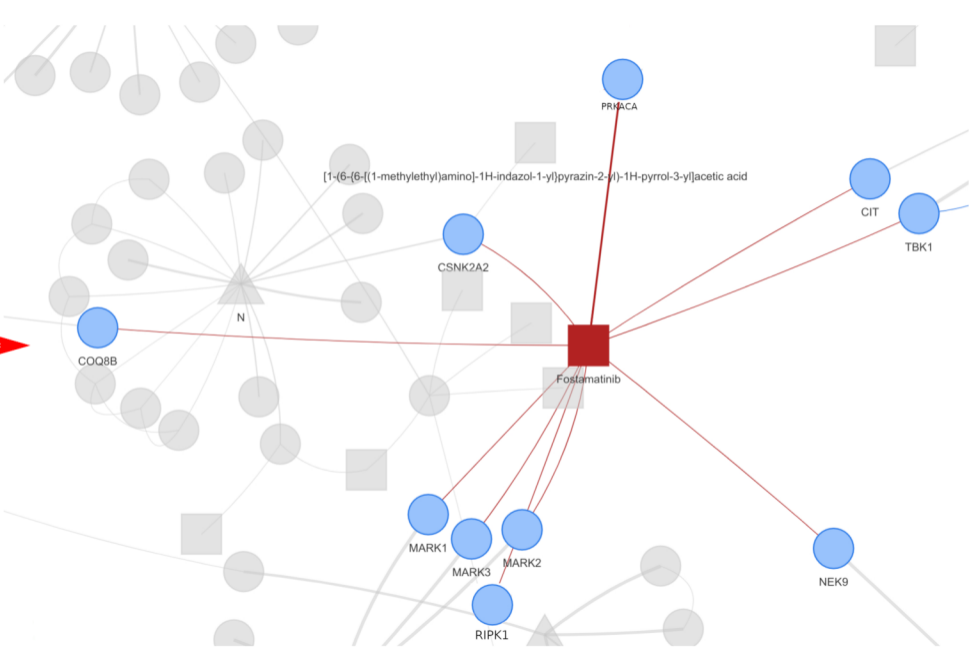 PRKACA
[1-(6-{6-[(1-methylethyl)amino]-1H-indazol-1-yl}pyrazin-2-yl)-1H-pyrrol-3-yl]acetic acid
CIT
TBK1
CSNK2A2
N
COQ8B
Fostamatinib
MARK1
MARK3
MARK2
NEK9
RIPK1